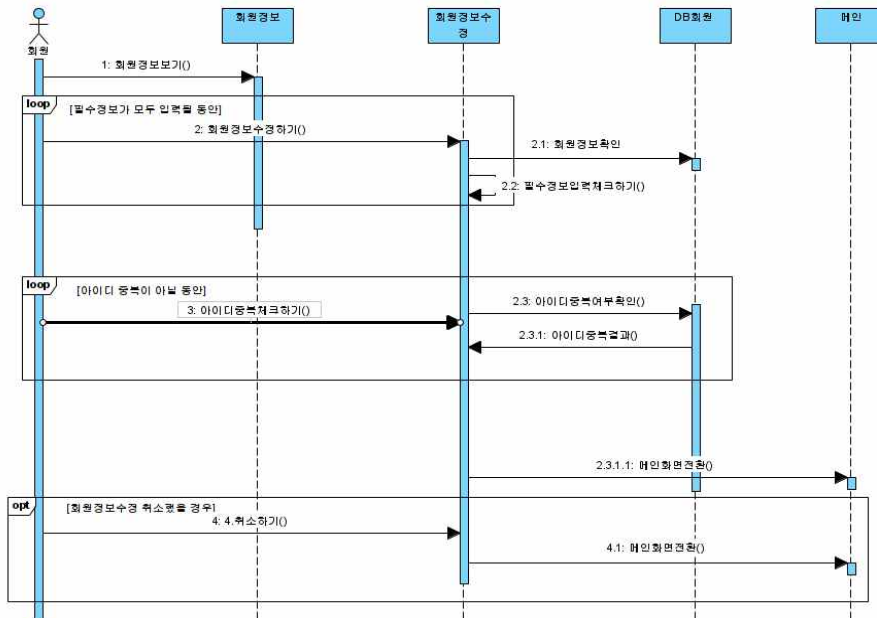 회원
회원정보
회원정보수
정
DB회원
메인
1: 회원정보보기()
loop
[필수정보가 모두 입력될 동안]
2: 회원정보수정하기()
2.1: 회원정보확인
2.2: 필수정보입력체크하기()
loop
[아이디 중복이 아닐 동안]
3: 아이디중복체크하기()
2.3: 아이디중복여부확인()
2.3.1: 아이디중복결과()
2.3.1.1: 메인화면전환()
opt
[회원정보수정 취소했을 경우]
4: 4.취소하기()
4.1: 메인화면전환()